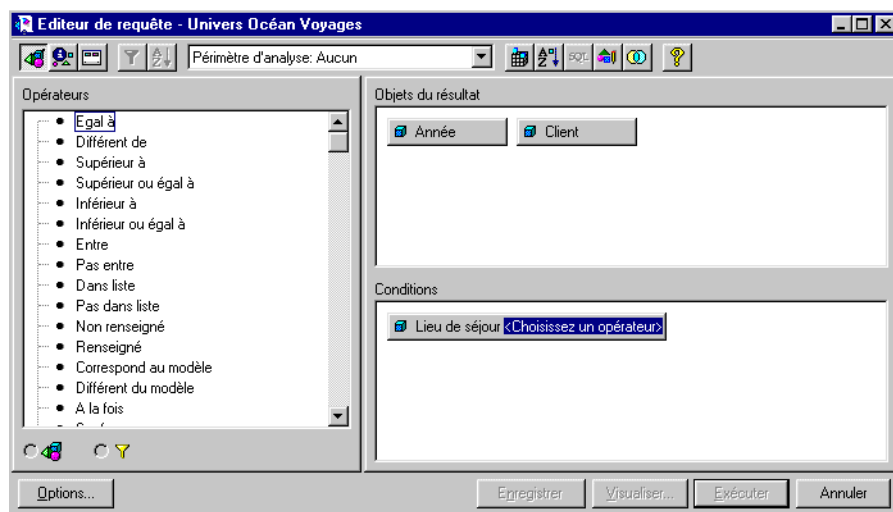 Editeur de requête - Univers Océan Voyages
Périmètre d'analyse: Aucun
SQL
Opérateurs
Egal à
Différent de
Supérieur à
Supérieur ou égal à
Inférieur à
Inférieur ou égal à
Entre
Pas entre
Dans liste
Pas dans liste
Non renseigné
Renseigné
Correspond au modèle
Différent du modèle
A la fois
Objets du résultat
Année Client
Conditions
Lieu de séjour <Choisissez un opérateur>
Options... Enregistrer Visualiser... Exécuter Annuler